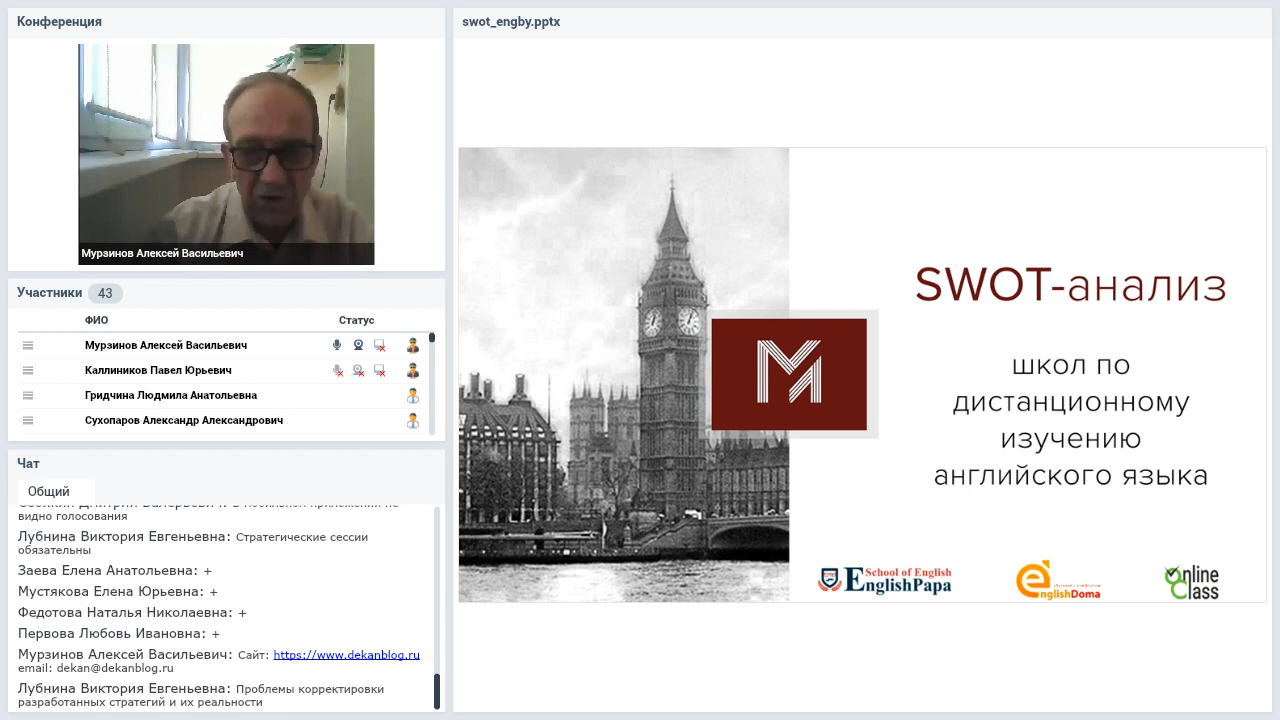 Конференция
Мурзинов Алексей Васильевич
Участники 43
ФИО Статус
Мурзинов Алексей Васильевич
Каллиников Павел Юрьевич
Гридчина Людмила Анатольевна
Сухопаров Александр Александрович
Чат
Общий
видно голосования
Лубнина Виктория Евгеньевна: Стратегические сессии
обязательны
Заева Елена Анатольевна: +
Мустякова Елена Юрьевна: +
Федотова Наталья Николаевна: +
Первова Любовь Ивановна: +
Мурзинов Алексей Васильевич: Сайт: https://www.dekanblog.ru
email: dekan@dekanblog.ru
Лубнина Виктория Евгеньевна: Проблемы корректировки
разработанных стратегий и их реальности
swot_engby.pptx
SWOT-анализ
школ по
дистанционному
изучению
английского языка
School of English
EnglishPapa
EnglishDoma
Online
Class